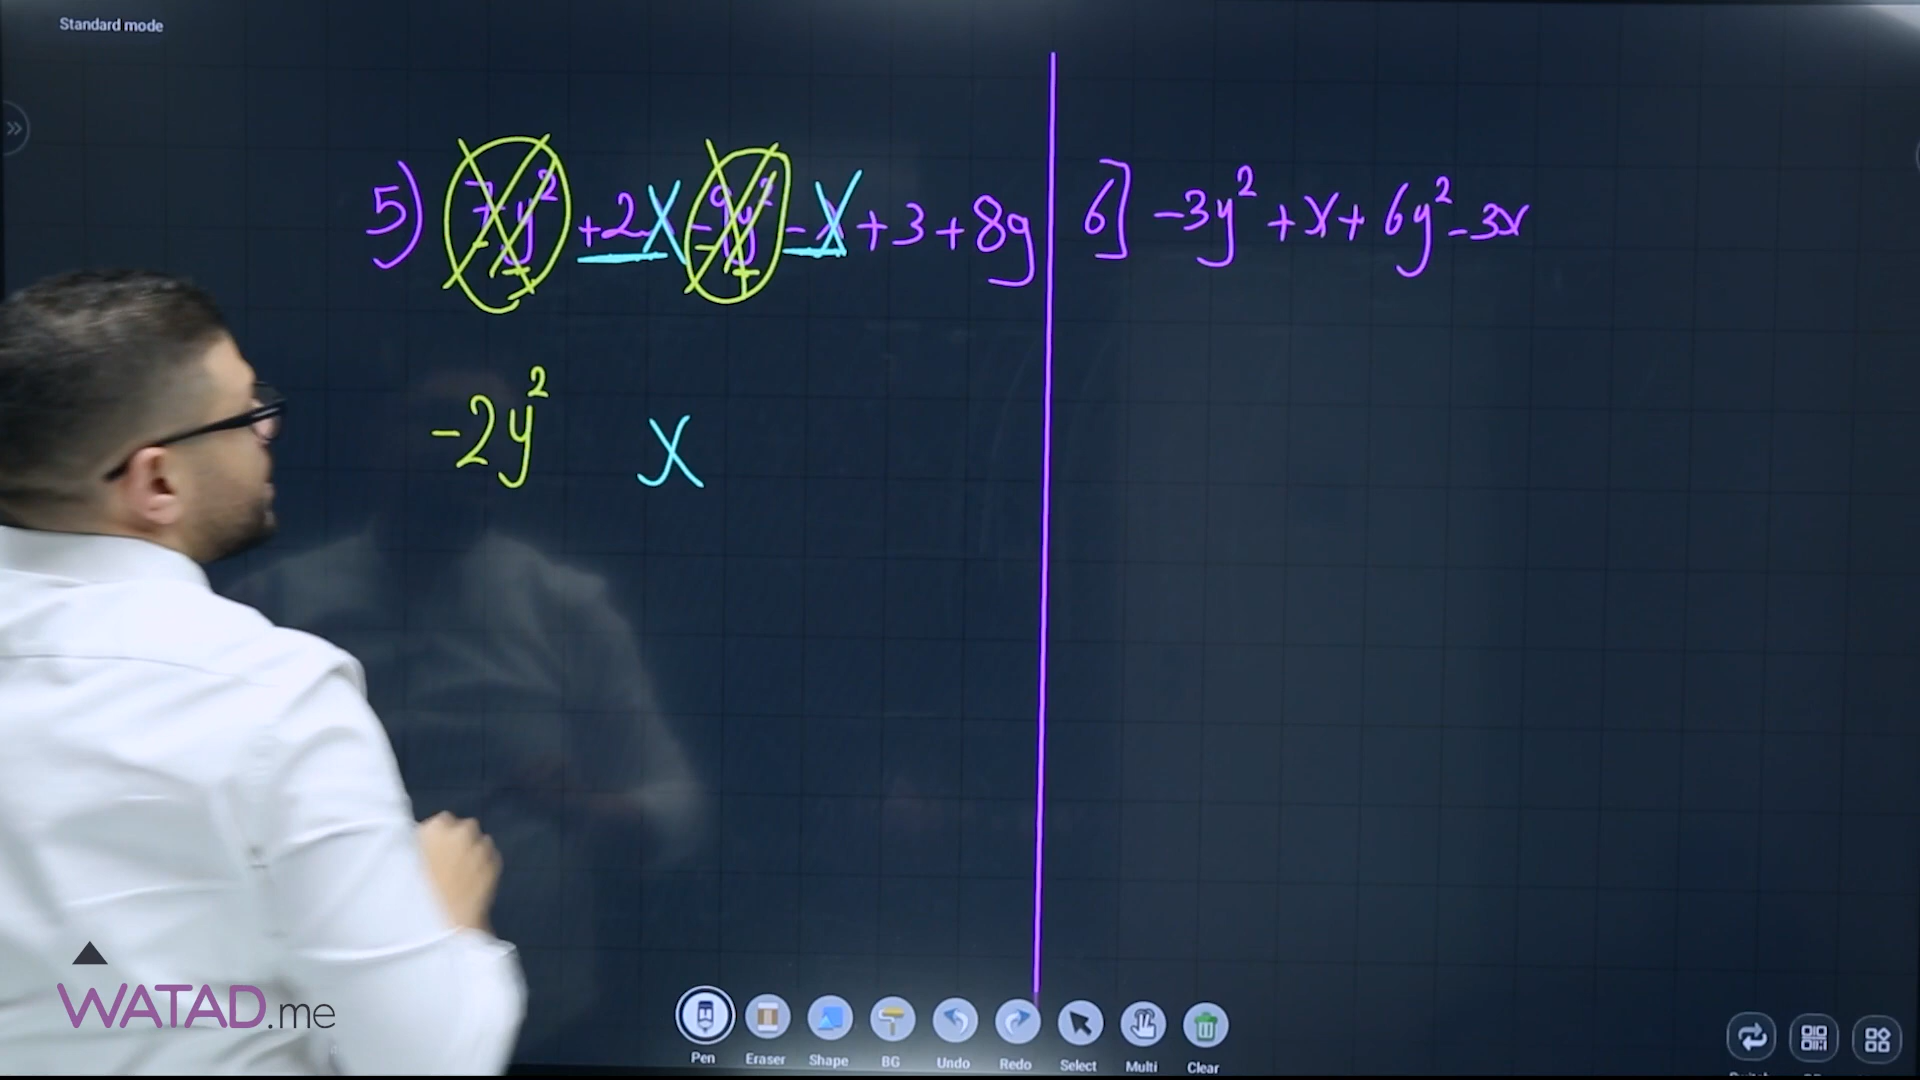 Standard mode
5) 7y² + 2x - 9y² - x + 3 + 8y
6] -3y² + x + 6y² - 3x
-2y² x
WATAD.me
Pen Eraser Shape BG Undo Redo Select Multi Clear